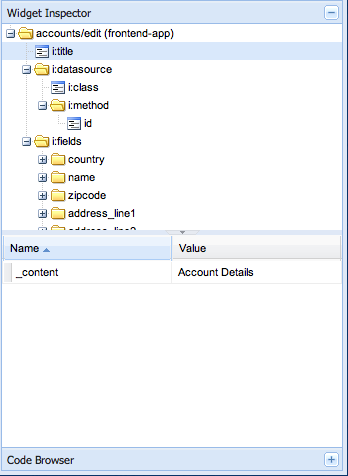 Widget Inspector
accounts/edit (frontend-app)
i:title
i:datasource
i:class
i:method
id
i:fields
country
name
zipcode
address_line1
address_line2
Name Value
_content Account Details
Code Browser